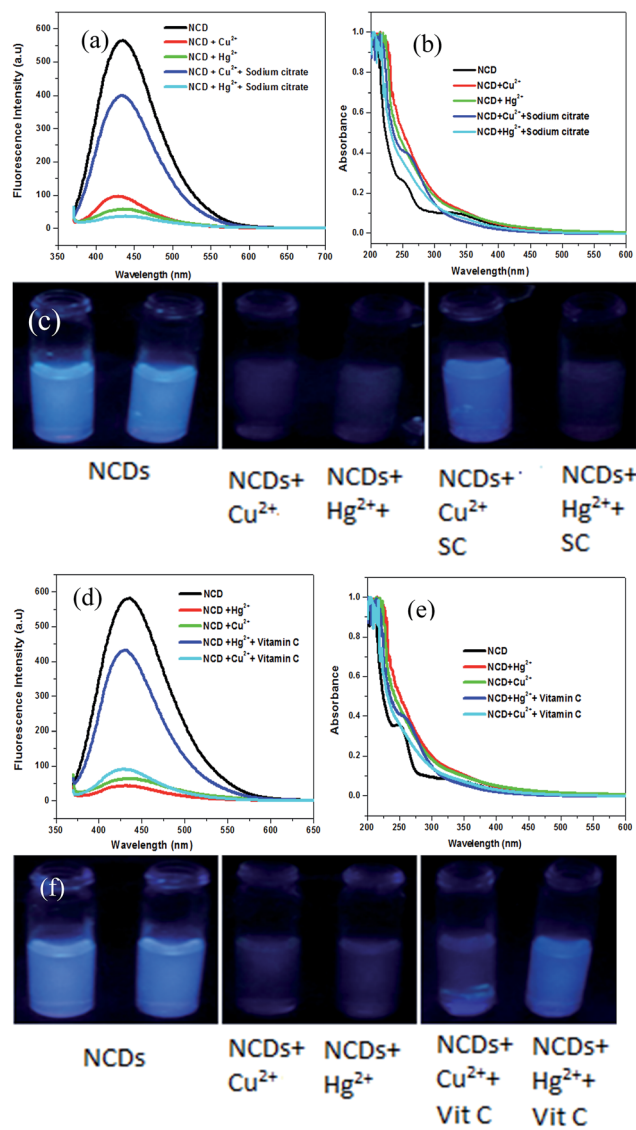 (a)
NCD
NCD + Cu²⁺
NCD + Hg²⁺
NCD + Cu²⁺+ Sodium citrate
NCD + Hg²⁺+ Sodium citrate
Fluorescence Intensity (a.u)
600
500
400
300
200
100
0
350 400 450 500 550 600 650 700
Wavelength (nm)
(b)
NCD
NCD+Cu²⁺
NCD+ Hg²⁺
NCD+Cu²⁺+Sodium citrate
NCD+Hg²⁺+Sodium citrate
Absorbance
1.0
0.8
0.6
0.4
0.2
0.0
200 250 300 350 400 450 500 550 600
Wavelength(nm)
(c)
NCDs
NCDs+
Cu²⁺
NCDs+
Hg²⁺+
NCDs+
Cu²⁺
SC
NCDs+
Hg²⁺+
SC
(d)
NCD
NCD +Hg²⁺
NCD +Cu²⁺
NCD +Hg²⁺+ Vitamin C
NCD +Cu²⁺+ Vitamin C
Fluorescence Intensity (a.u)
600
500
400
300
200
100
0
350 400 450 500 550 600 650
Wavelength (nm)
(e)
NCD
NCD+Hg²⁺
NCD+Cu²⁺
NCD+Hg²⁺+ Vitamin C
NCD+Cu²⁺+ Vitamin C
Absorbance
1.0
0.8
0.6
0.4
0.2
0.0
200 250 300 350 400 450 500 550 600
Wavelength (nm)
(f)
NCDs
NCDs+
Cu²⁺
NCDs+
Hg²⁺
NCDs+
Cu²⁺+
Vit C
NCDs+
Hg²⁺+
Vit C